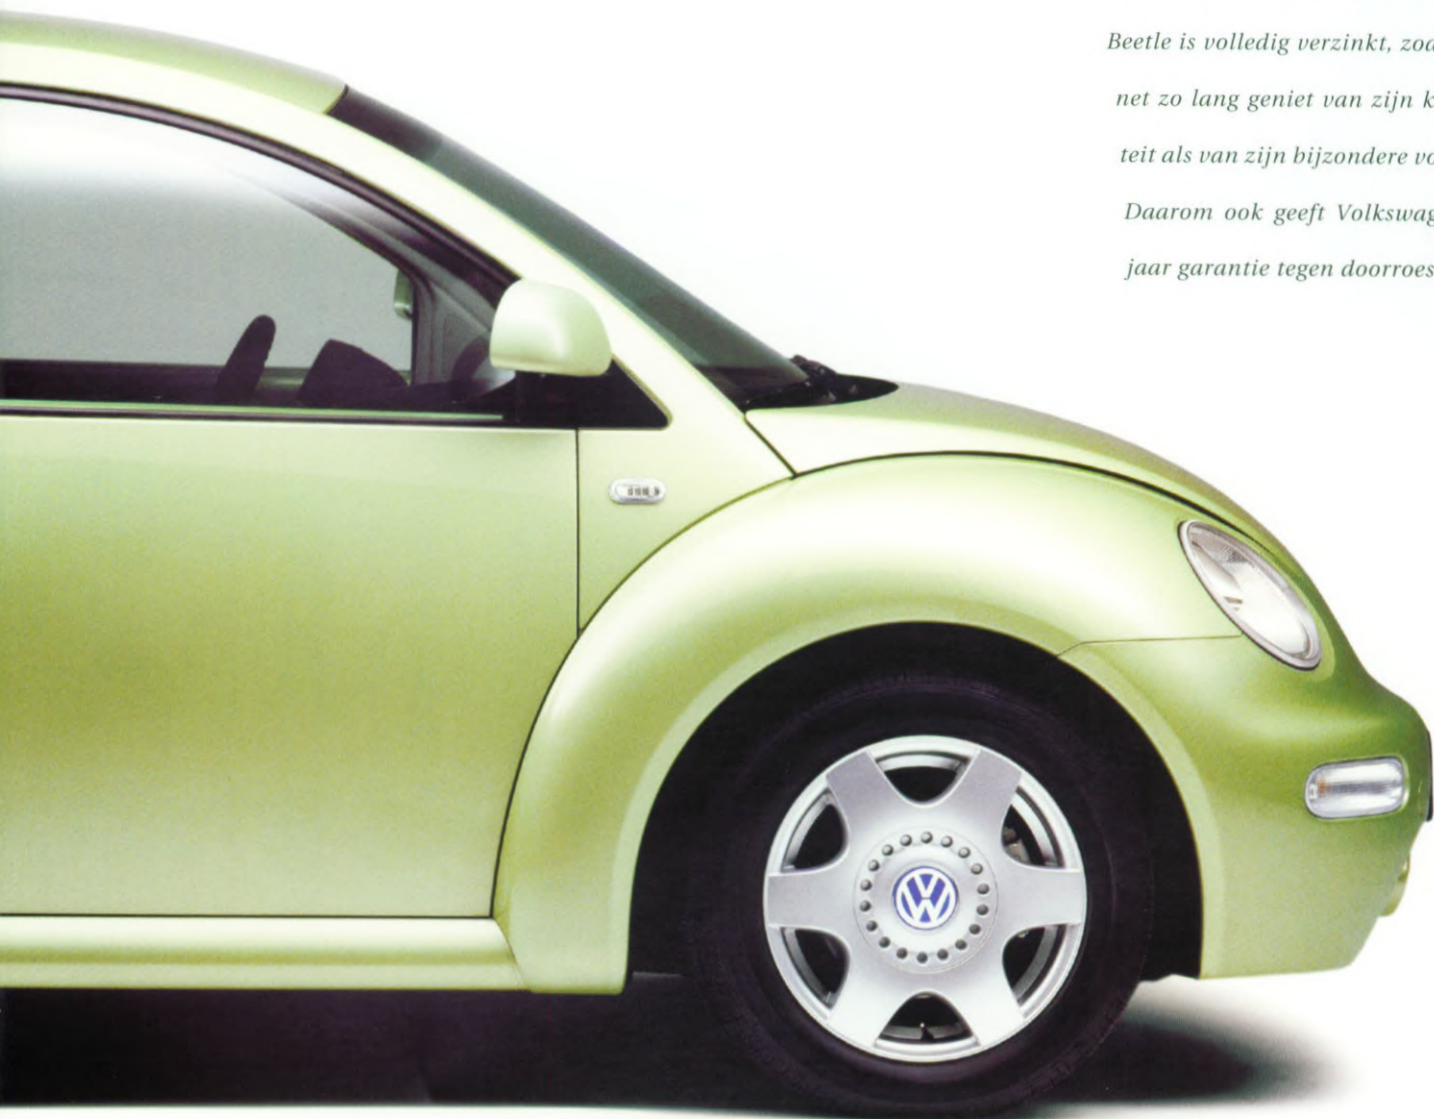 Beetle is volledig verzinkt, zod
net zo lang geniet van zijn k
teit als van zijn bijzondere vo
Daarom ook geeft Volkswag
jaar garantie tegen doorroes
VW